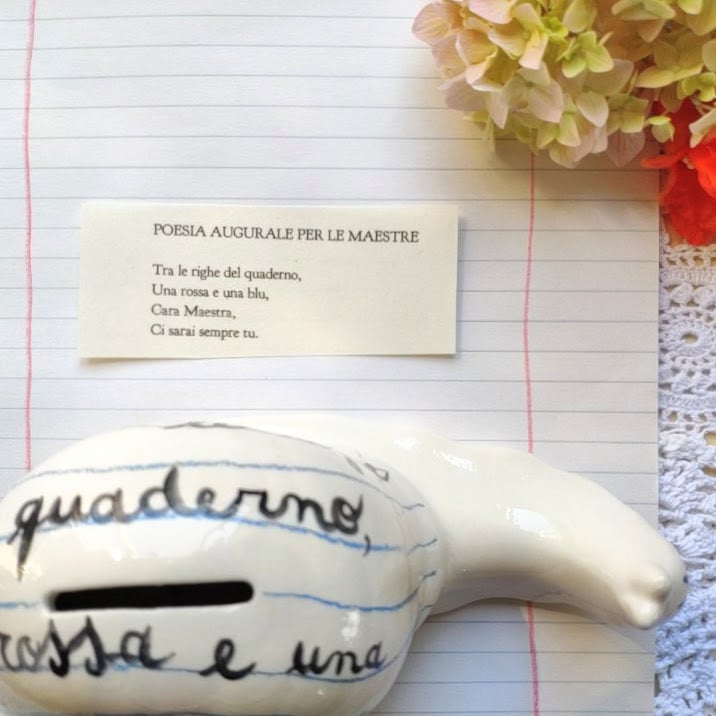 POESIA AUGURALE PER LE MAESTRE
Tra le righe del quaderno,
Una rossa e una blu,
Cara Maestra,
Ci sarai sempre tu.
quaderno,
rossa e una